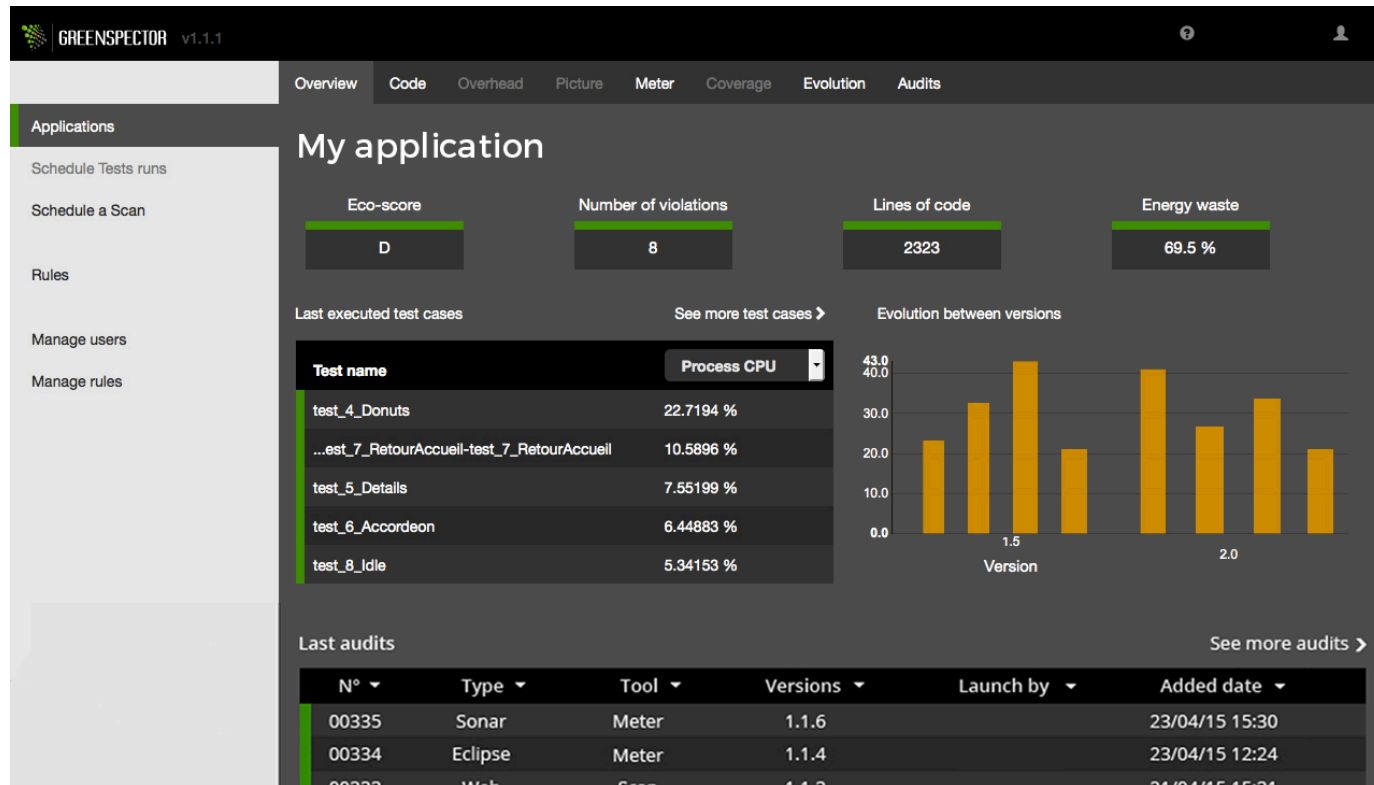 GREENSPECTOR v1.1.1
Overview Code Overhead Picture Meter Coverage Evolution Audits
Applications
Schedule Tests runs
Schedule a Scan
Rules
Manage users
Manage rules
My application
Eco-score Number of violations Lines of code Energy waste
D 8 2323 69.5 %
Last executed test cases See more test cases
Test name Process CPU
test_4_Donuts 22.7194 %
...est_7_RetourAccueil-test_7_RetourAccueil 10.5896 %
test_5_Details 7.55199 %
test_6_Accordeon 6.44883 %
test_8_Idle 5.34153 %
Evolution between versions
43.0
40.0
30.0
20.0
10.0
0.0
1.5 2.0
Version
Last audits See more audits
N° Type Tool Versions Launch by Added date
00335 Sonar Meter 1.1.6 23/04/15 15:30
00334 Eclipse Meter 1.1.4 23/04/15 12:24